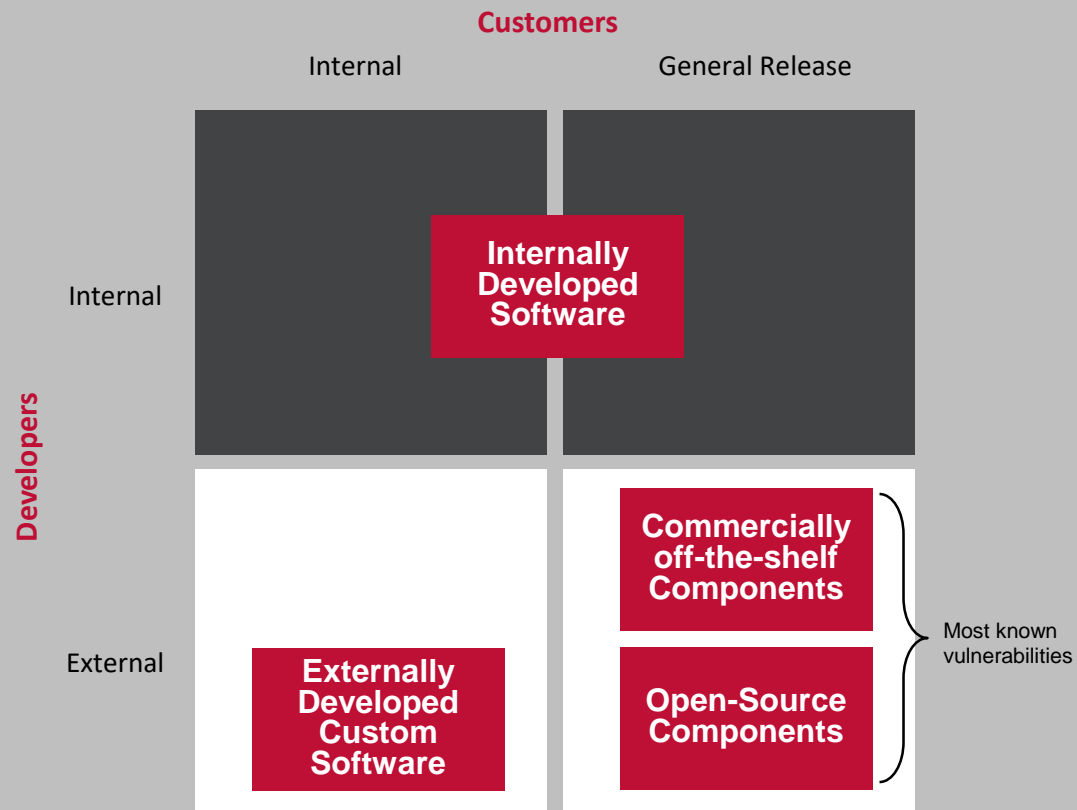 Customers
Internal
General Release
Internally
Developed
Software
Internal
Developers
Commercially
off-the-shelf
Components
Most known
vulnerabilities
External
Externally
Developed
Custom
Software
Open-Source
Components